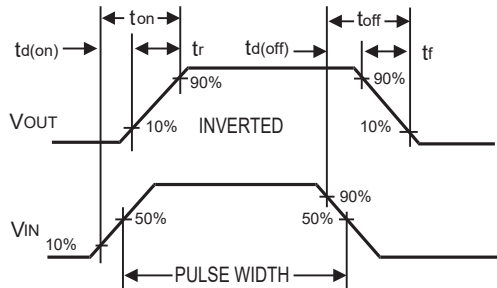 ton toff
td(on) tr td(off) tf
90% 90%
VOUT 10% INVERTED 10%
90%
VIN 50% 50%
10%
PULSE WIDTH